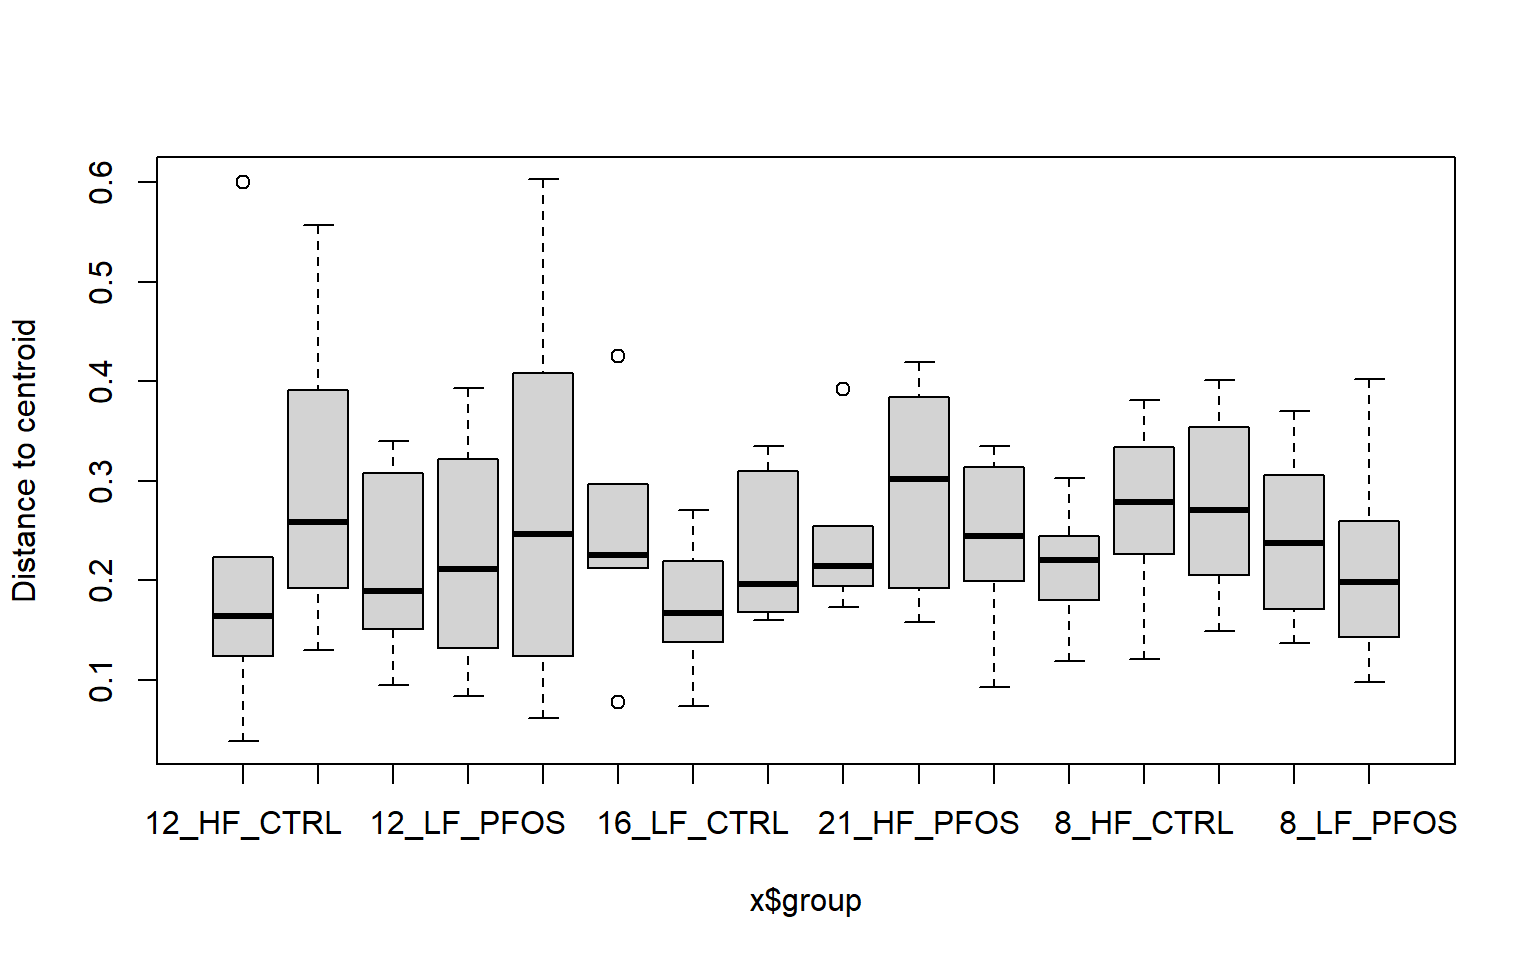 Distance to centroid
0.6
0.5
0.4
0.3
0.2
0.1
12_HF_CTRL 12_LF_PFOS 16_LF_CTRL 21_HF_PFOS 8_HF_CTRL 8_LF_PFOS
x$group